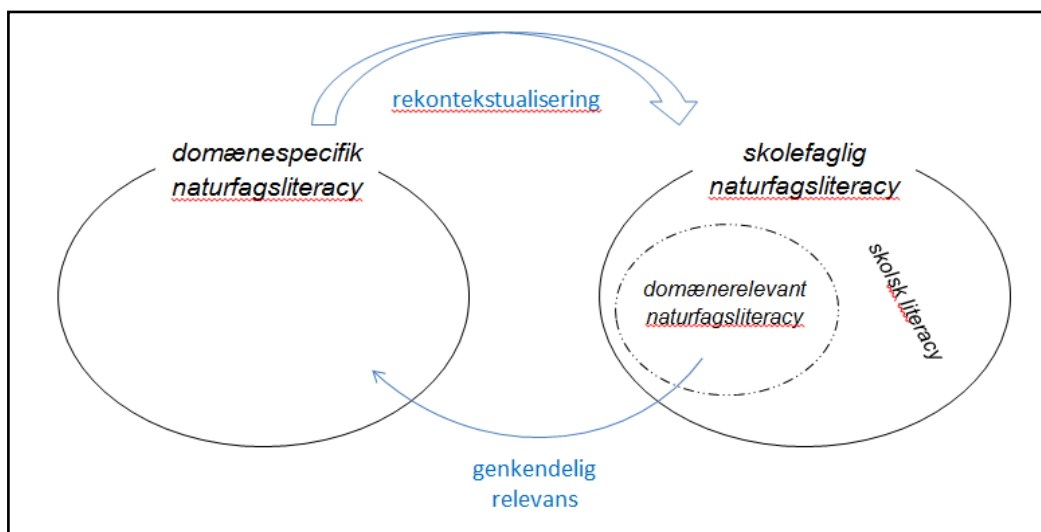 rekontekstualisering
domænespecifik
naturfagsliteracy
skolefaglig
naturfagsliteracy
domænerelevant
naturfagsliteracy
skolsk literacy
genkendelig
relevans